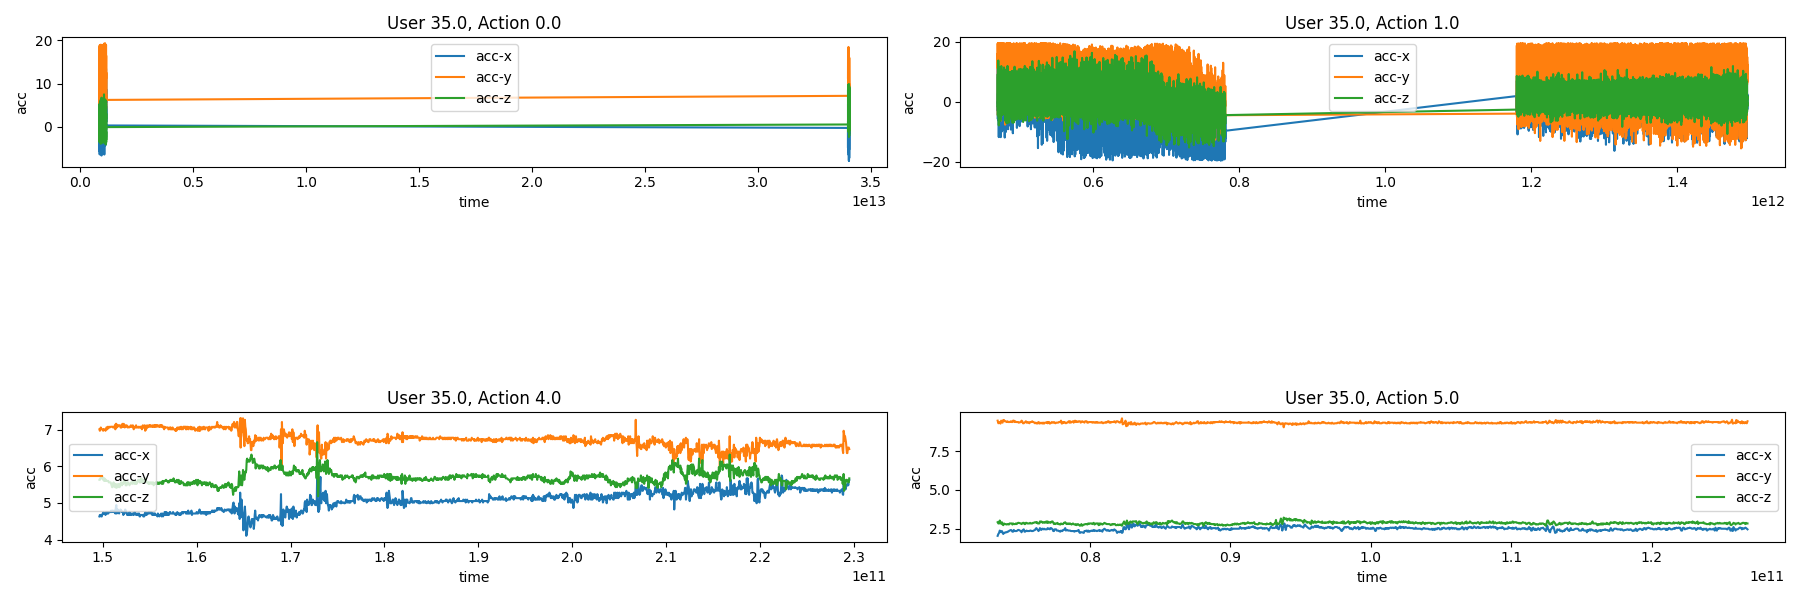 User 35.0, Action 0.0
20
10
0
acc
acc-x
acc-y
acc-z
0.0 0.5 1.0 1.5 2.0 2.5 3.0 3.5
1e13
time
User 35.0, Action 1.0
20
0
−20
acc
acc-x
acc-y
acc-z
0.6 0.8 1.0 1.2 1.4
1e12
time
User 35.0, Action 4.0
7
6
5
4
acc
acc-x
acc-y
acc-z
1.5 1.6 1.7 1.8 1.9 2.0 2.1 2.2 2.3
1e11
time
User 35.0, Action 5.0
7.5
5.0
2.5
acc
acc-x
acc-y
acc-z
0.8 0.9 1.0 1.1 1.2
1e11
time